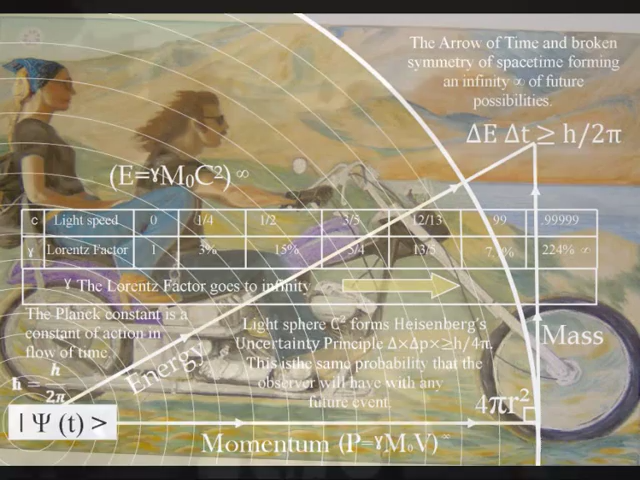 The Arrow of Time and broken
symmetry of spacetime forming
an infinity ∞ of future
possibilities.
ΔE Δt ≥ h/2π
(E=ɣM₀C²)∞
c Light speed 0 1/4 1/2 3/5 12/13 99 .99999
ɣ Lorentz Factor 1 3% 15% 5/4 13/5 224% ∞
ɣ The Lorentz Factor goes to infinity
The Planck constant is a
constant of action in
flow of time.
ħ = h/2π
Light sphere C² forms Heisenberg's
Uncertainty Principle Δ×Δp×≥h/4π.
This isthe same probability that the
observer will have with any
future event.
Energy
Mass
4πr²
| Ψ (t) >
Momentum (P=ɣM₀V)∞